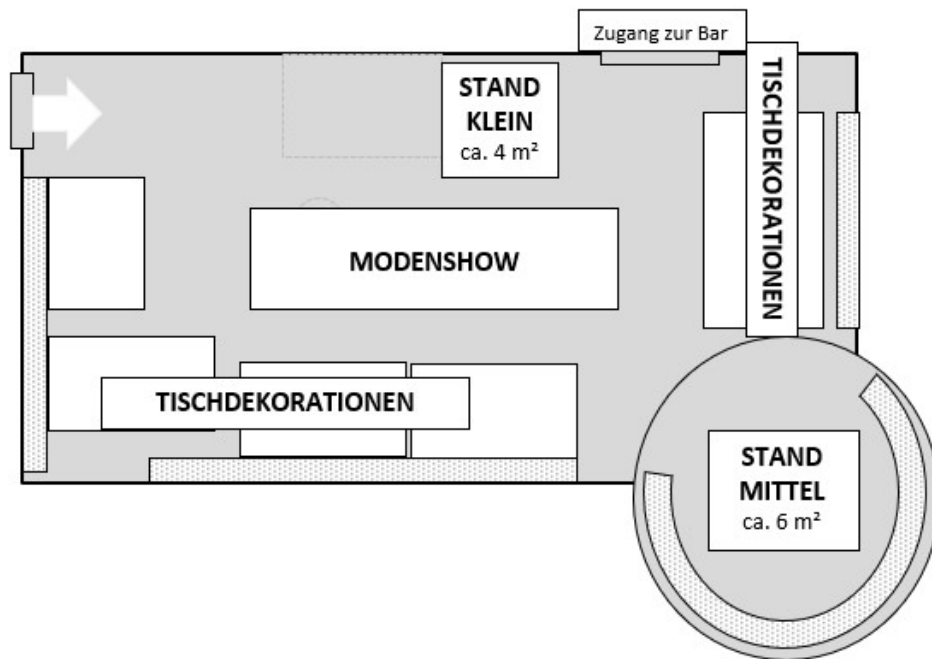 Zugang zur Bar
STAND
KLEIN
ca. 4 m²
TISCHDEKORATIONEN
MODENSHOW
TISCHDEKORATIONEN
STAND
MITTEL
ca. 6 m²